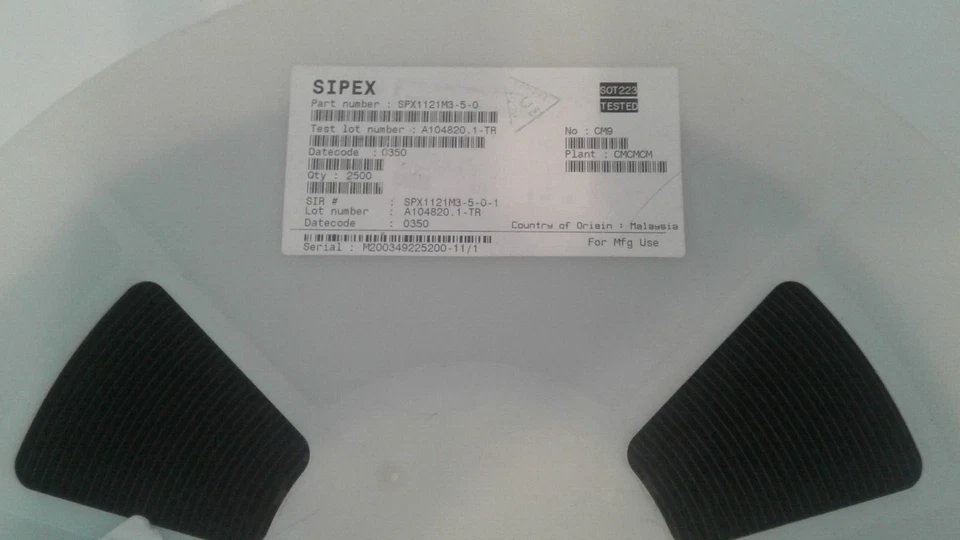 SIPEX
Part number : SPX1121M3-5-0
Test lot number : A104820.1-TR
Datecode : 0350
Qty : 2500
SIR # : SPX1121M3-5-0-1
Lot number : A104820.1-TR
Datecode : 0350
Serial : M200349225200-11/1
SOT223
TESTED
No : CM9
Plant : CMCMCM
Country of Origin : Malaysia
For Mfg Use